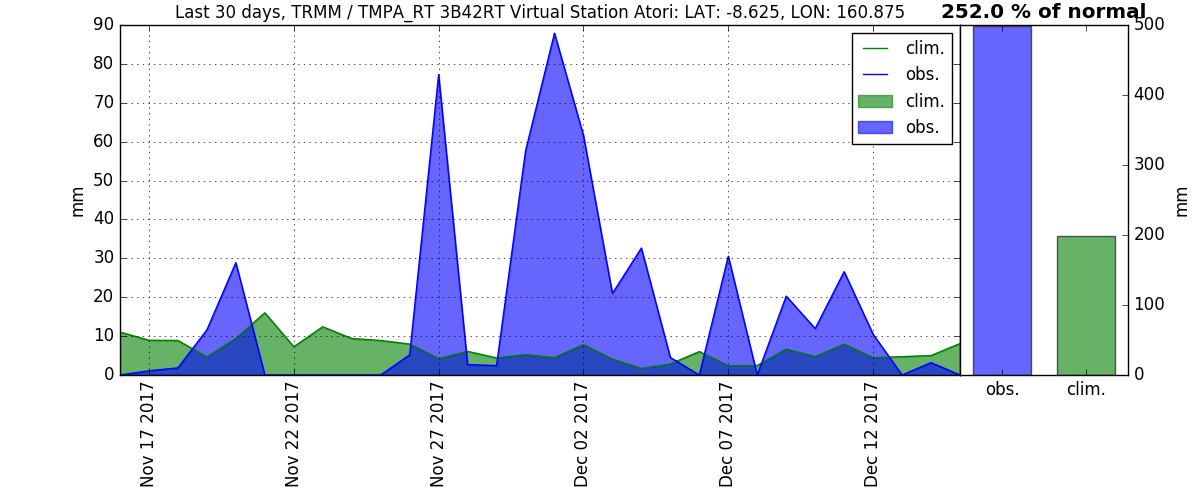 Last 30 days, TRMM / TMPA_RT 3B42RT Virtual Station Atori: LAT: -8.625, LON: 160.875
252.0 % of normal
90
80
70
60
50
40
30
20
10
0
mm
clim.
obs.
clim.
obs.
500
400
300
200
100
0
mm
obs.
clim.
Nov 17 2017
Nov 22 2017
Nov 27 2017
Dec 02 2017
Dec 07 2017
Dec 12 2017